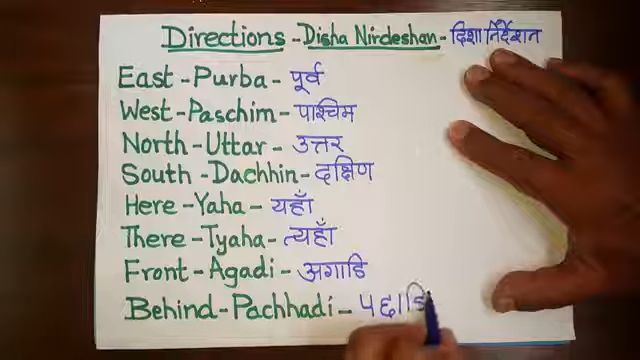 Directions - Disha Nirdeshan - दिशा निर्देशन
East - Purba - पूर्व
West - Paschim - पाश्चिम
North - Uttar - उत्तर
South - Dachhin - दक्षिण
Here - Yaha - यहाँ
There - Tyaha - त्यहाँ
Front - Agadi - अगाडि
Behind - Pachhadi - पछाडि